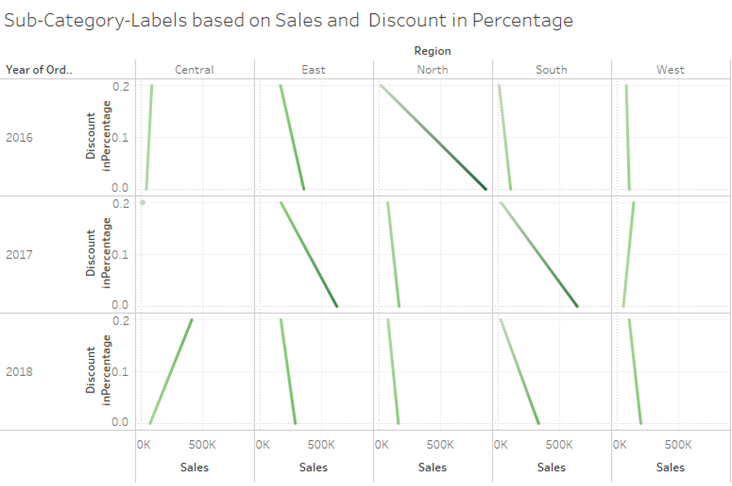 Sub-Category-Labels based on Sales and  Discount in Percentage
Region
Year of Ord.. Central East North South West
2016 Discount inPercentage 0.2 0.1 0.0
2017 Discount inPercentage 0.2 0.1 0.0
2018 Discount inPercentage 0.2 0.1 0.0
0K 500K 0K 500K 0K 500K 0K 500K 0K 500K
Sales Sales Sales Sales Sales